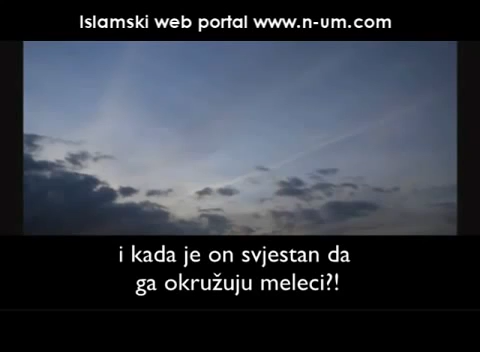 Islamski web portal www.n-um.com
i kada je on svjestan da
ga okružuju meleci?!